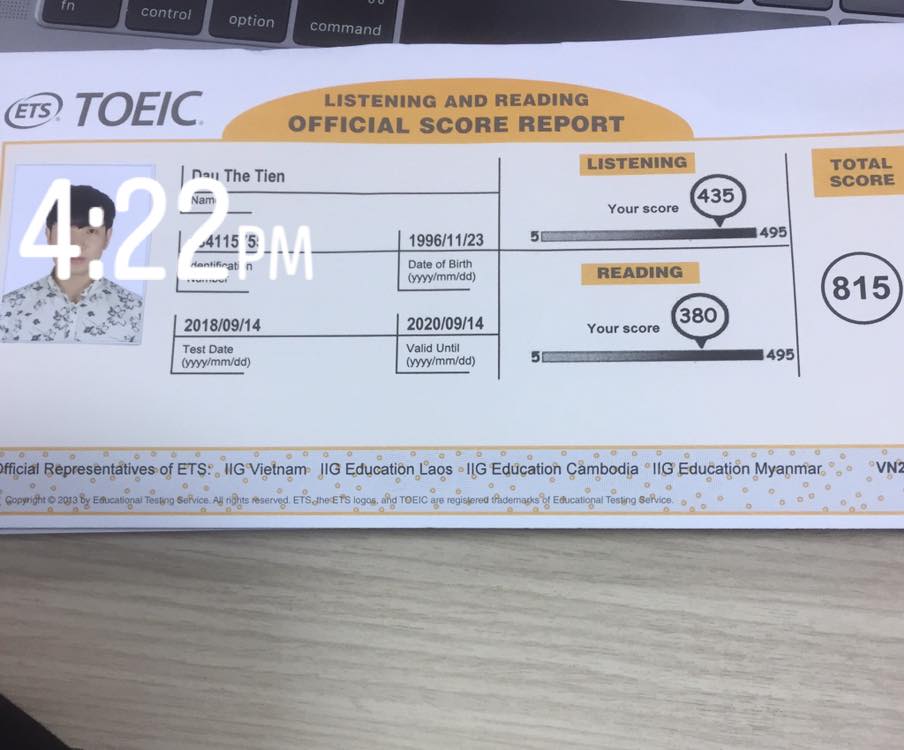 fn
control
option
command
ETS TOEIC
LISTENING AND READING
OFFICIAL SCORE REPORT
Dau The Tien
Name
4:22 PM
Identification
Number
1996/11/23
Date of Birth
(yyyy/mm/dd)
2018/09/14
Test Date
(yyyy/mm/dd)
2020/09/14
Valid Until
(yyyy/mm/dd)
LISTENING
Your score 435
5 495
READING
Your score 380
5 495
TOTAL
SCORE
815
Official Representatives of ETS: IIG Vietnam IIG Education Laos IIG Education Cambodia IIG Education Myanmar VN2
Copyright © 2013 by Educational Testing Service. All rights reserved. ETS, the ETS logos, and TOEIC are registered trademarks of Educational Testing Service.